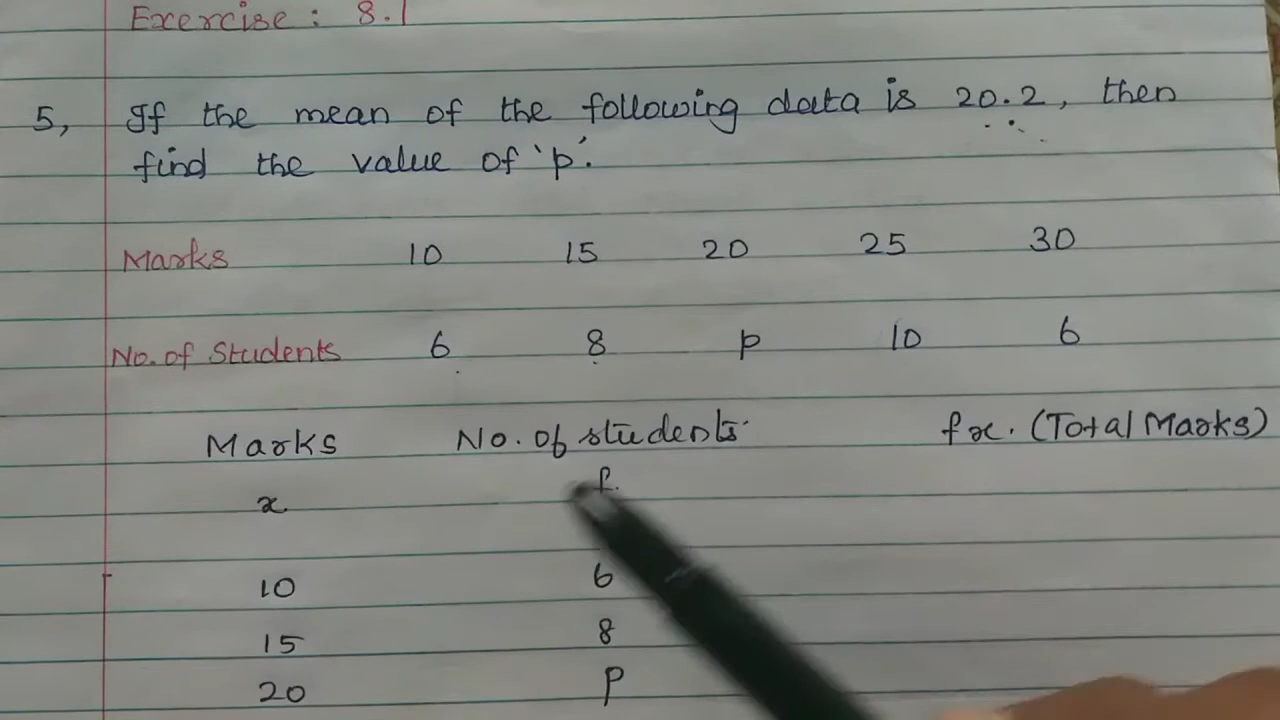 Exercise: 8.1
5, If the mean of the following data is 20.2, then
find the value of 'p'.
Marks 10 15 20 25 30
No. of Students 6 8 p 10 6
Marks No. of students fx. (Total Marks)
x f
10 6
15 8
20 P